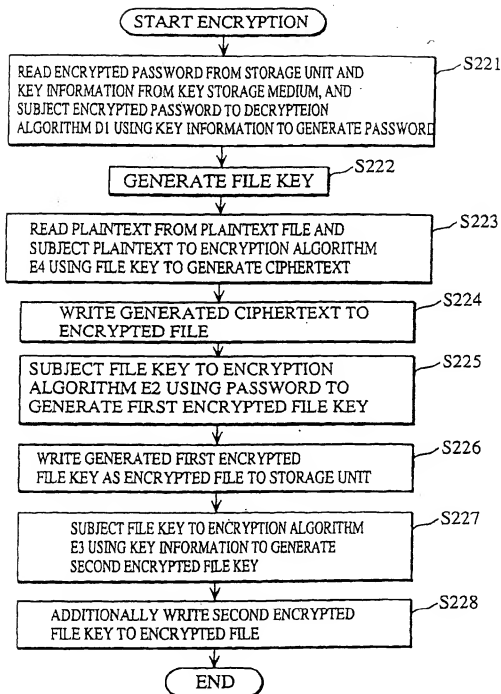 START ENCRYPTION
S221
READ ENCRYPTED PASSWORD FROM STORAGE UNIT AND
KEY INFORMATION FROM KEY STORAGE MEDIUM, AND
SUBJECT ENCRYPTED PASSWORD TO DECRYPTEION
ALGORITHM D1 USING KEY INFORMATION TO GENERATE PASSWORD
S222
GENERATE FILE KEY
S223
READ PLAINTEXT FROM PLAINTEXT FILE AND
SUBJECT PLAINTEXT TO ENCRYPTION ALGORITHM
E4 USING FILE KEY TO GENERATE CIPHERTEXT
S224
WRITE GENERATED CIPHERTEXT TO
ENCRYPTED FILE
S225
SUBJECT FILE KEY TO ENCRYPTION
ALGORITHM E2 USING PASSWORD TO
GENERATE FIRST ENCRYPTED FILE KEY
S226
WRITE GENERATED FIRST ENCRYPTED
FILE KEY AS ENCRYPTED FILE TO STORAGE UNIT
S227
SUBJECT FILE KEY TO ENCRYPTION ALGORITHM
E3 USING KEY INFORMATION TO GENERATE
SECOND ENCRYPTED FILE KEY
S228
ADDITIONALLY WRITE SECOND ENCRYPTED
FILE KEY TO ENCRYPTED FILE
END